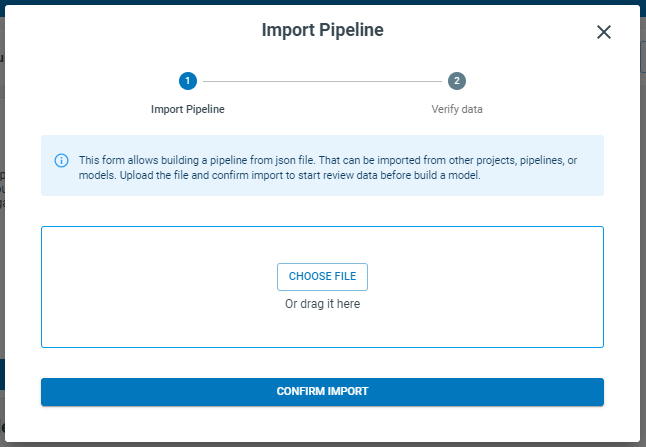 Import Pipeline
1
2
Import Pipeline
Verify data
This form allows building a pipeline from json file. That can be imported from other projects, pipelines, or
models. Upload the file and confirm import to start review data before build a model.
CHOOSE FILE
Or drag it here
CONFIRM IMPORT